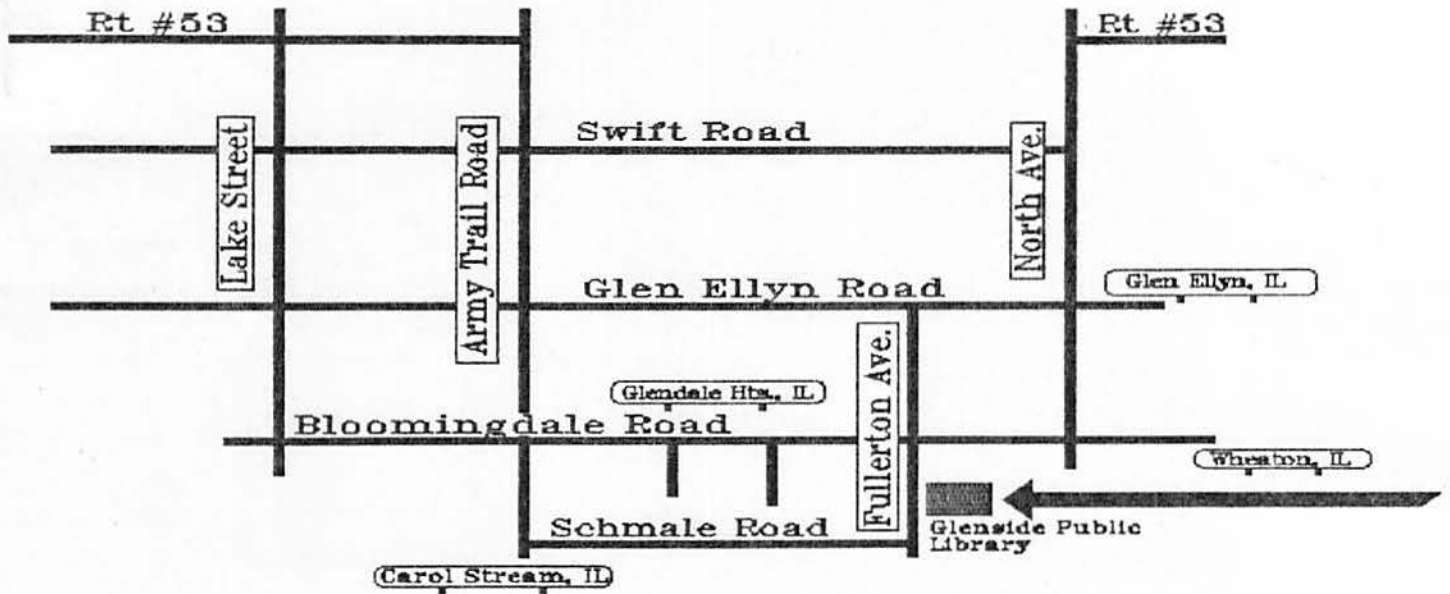 Rt #53
Rt #53
Swift Road
Lake Street
Army Trail Road
North Ave.
Glen Ellyn, IL
Glen Ellyn Road
Fullerton Ave.
Glendale Hts., IL
Bloomingdale Road
Wheaton, IL
Schmale Road
Glenside Public
Library
Carol Stream, IL